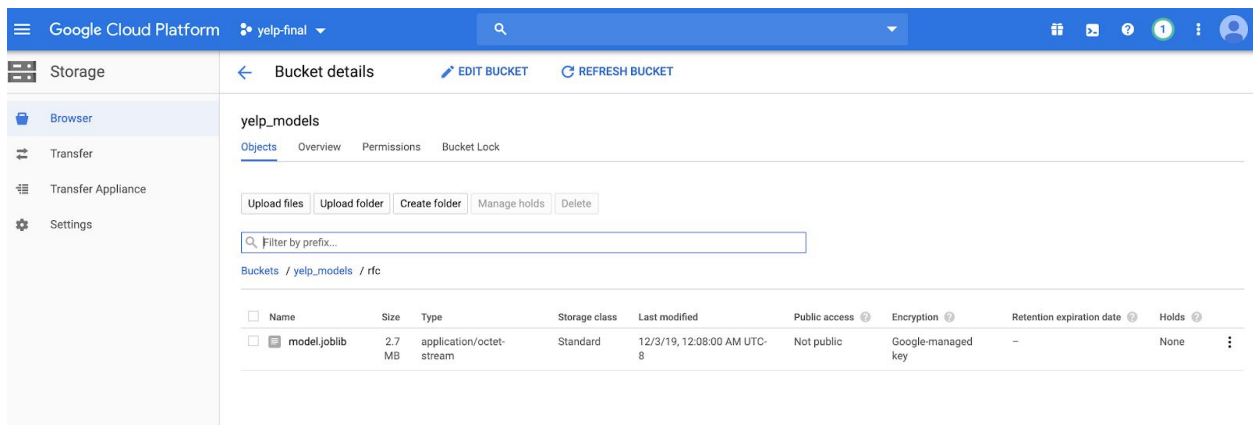 Google Cloud Platform yelp-final
1
Storage
Bucket details EDIT BUCKET REFRESH BUCKET
Browser
Transfer
Transfer Appliance
Settings
yelp_models
Objects Overview Permissions Bucket Lock
Upload files Upload folder Create folder Manage holds Delete
Filter by prefix...
Buckets / yelp_models / rfc
Name Size Type Storage class Last modified Public access ? Encryption ? Retention expiration date ? Holds ?
model.joblib 2.7 application/octet- Standard 12/3/19, 12:08:00 AM UTC- Not public Google-managed – None
MB stream 8 key